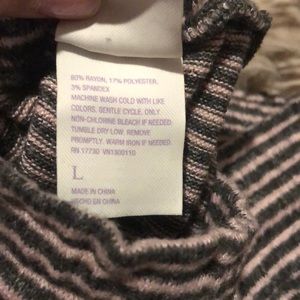 80% RAYON, 17% POLYESTER,
3% SPANDEX
MACHINE WASH COLD WITH LIKE
COLORS, GENTLE CYCLE. ONLY
NON-CHLORINE BLEACH IF NEEDED.
TUMBLE DRY LOW. REMOVE
PROMPTLY. WARM IRON IF NEEDED.
RN 17730 VN1300110
L
MADE IN CHINA
HECHO EN CHINA